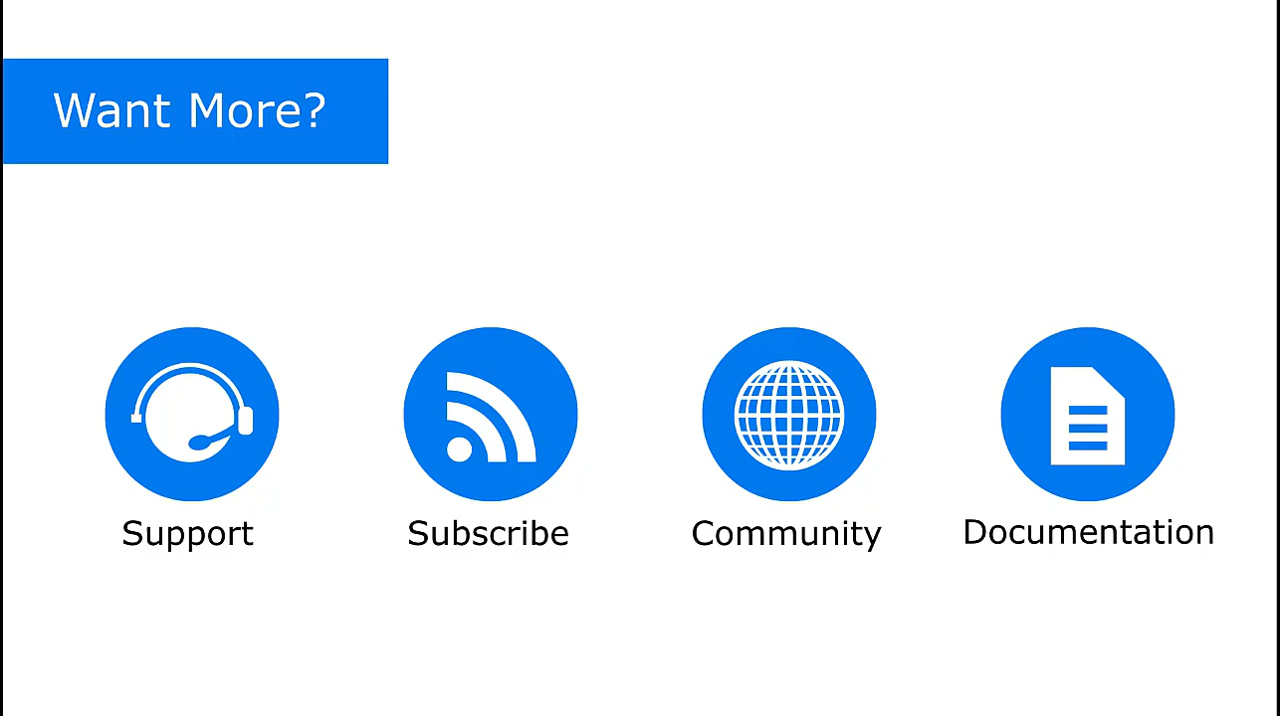 Want More?
Support
Subscribe
Community
Documentation